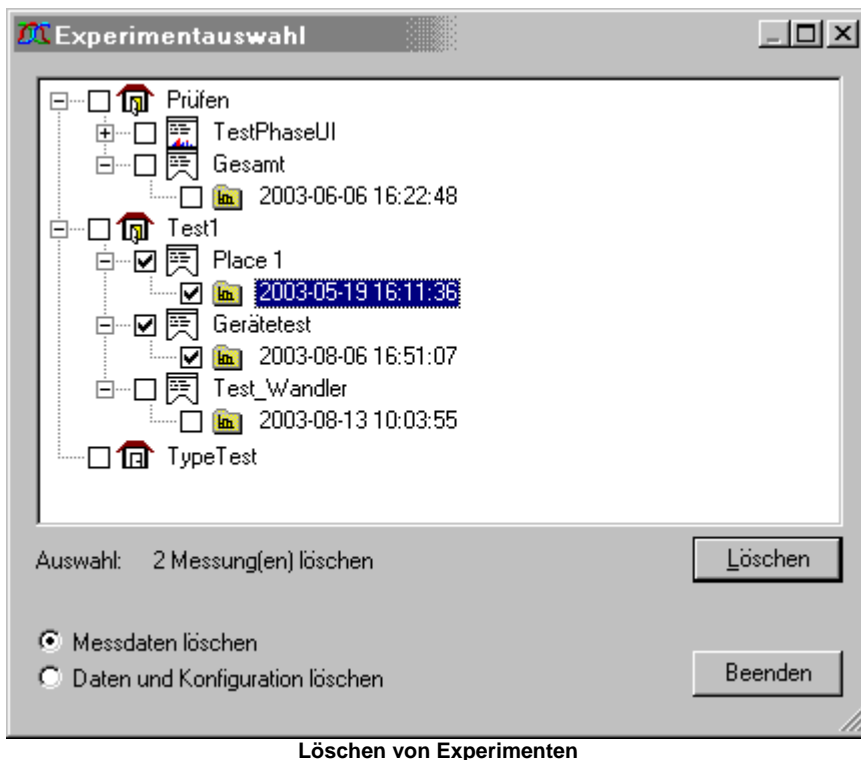 Experimentauswahl
Prüfen
TestPhaseUI
Gesamt
2003-06-06 16:22:48
Test1
Place 1
2003-05-19 16:11:36
Gerätetest
2003-08-06 16:51:07
Test_Wandler
2003-08-13 10:03:55
TypeTest
Auswahl: 2 Messung(en) löschen
Löschen
Messdaten löschen
Daten und Konfiguration löschen
Beenden
Löschen von Experimenten